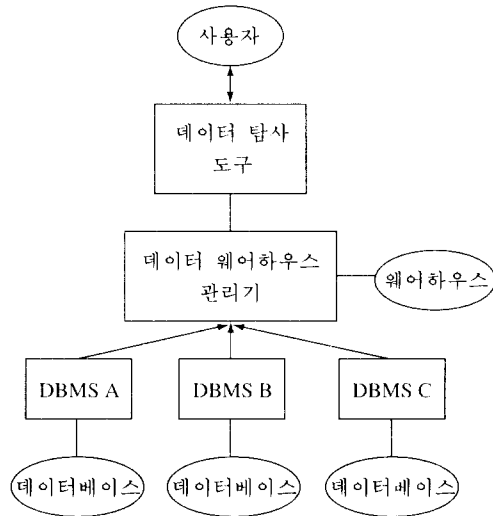 사용자
데이터 탐사
도구
데이터 웨어하우스
관리기
웨어하우스
DBMS A
DBMS B
DBMS C
데이터베이스
데이터베이스
데이터베이스